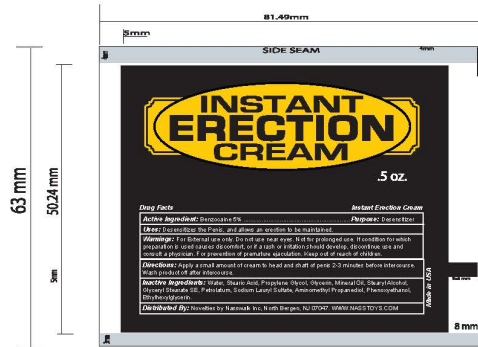 81.49mm
5mm
SIDE SEAM
4mm
INSTANT
ERECTION
CREAM
.5 oz.
63 mm
50.24 mm
5mm
Drug Facts Instant Erection Cream
Active Ingredient: Benzocaine 5% Purpose: Desensitizer
Uses: Desensitizes the Penis, and allows an erection to be maintained.
Warnings: For External use only. Do not use near eyes. Not for prolonged use. If condition for which
preparation is used causes discomfort, or if a rash or irritation should develop, discontinue use and
consult a physician. For prevention of premature ejaculation. Keep out of reach of children.
Directions: Apply a small amount of cream to head and shaft of penis 2-3 minutes before intercourse.
Wash product off after intercourse.
Inactive Ingredients: Water, Stearic Acid, Propylene Glycol, Glycerin, Mineral Oil, Stearyl Alcohol,
Glyceryl Stearate SE, Petrolatum, Sodium Lauryl Sulfate, Aminomethyl Propanediol, Phenoxyethanol,
Ethylhexylglycerin.
Distributed By: Novelties by Nasswalk Inc, North Bergen, NJ 07047. WWW.NASSTOYS.COM
Made in USA
8 mm